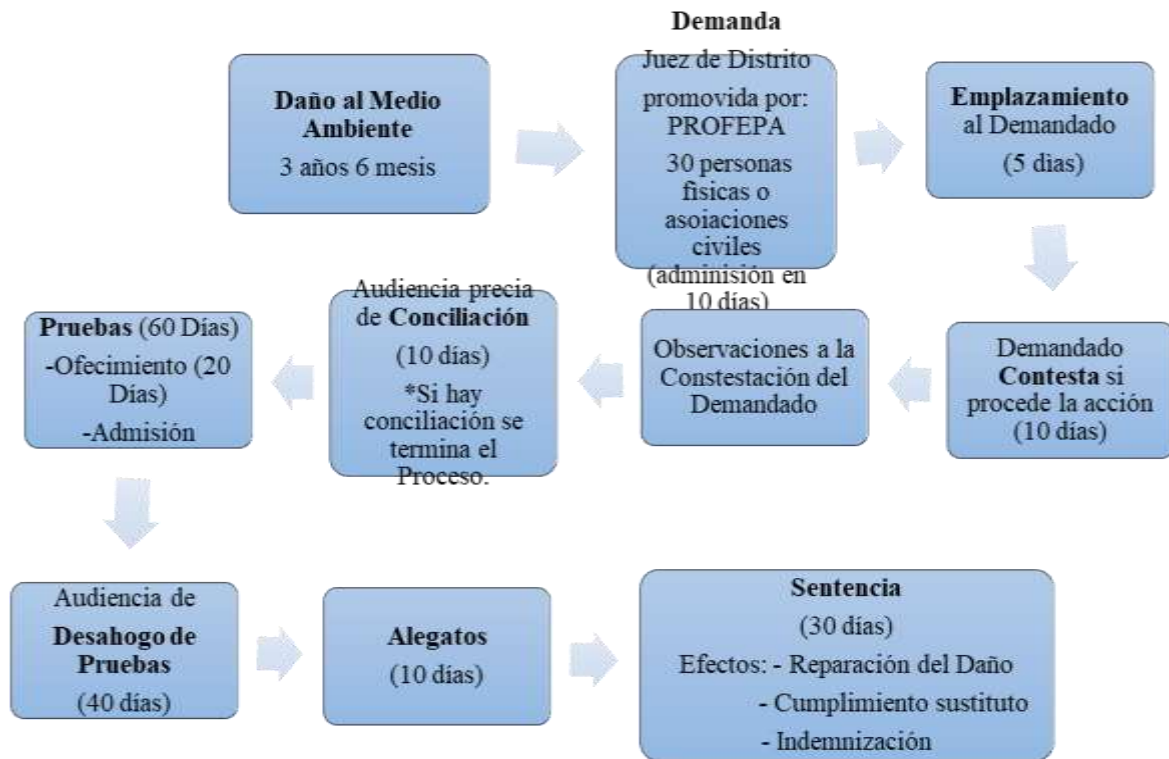 Daño al Medio
Ambiente
3 años 6 mesis
Demanda
Juez de Distrito
promovida por:
PROFEPA
30 personas
fisicas o
asoiaciones
civiles
(adminisión en
10 días)
Emplazamiento
al Demandado
(5 dias)
Demandado
Contesta si
procede la acción
(10 días)
Observaciones a la
Constestación del
Demandado
Audiencia precia
de Conciliación
(10 días)
*Si hay
conciliación se
termina el
Proceso.
Pruebas (60 Días)
-Ofecimiento (20
Días)
-Admisión
Audiencia de
Desahogo de
Pruebas
(40 días)
Alegatos
(10 días)
Sentencia
(30 días)
Efectos: - Reparación del Daño
- Cumplimiento sustituto
- Indemnización